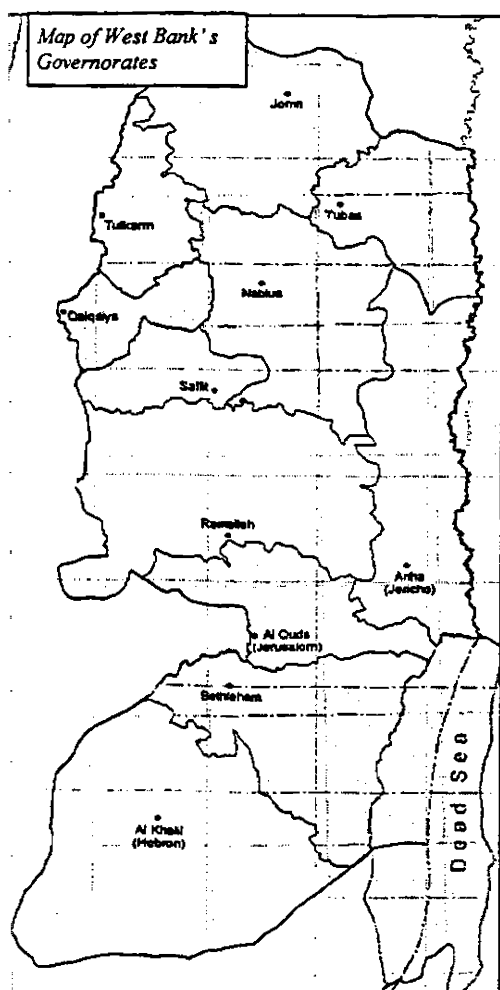 Map of West Bank's
Governorates
Jenin
Tubas
Tulkarm
Nablus
Qalqalya
Salfit
Ramallah
Ariha
(Jericho)
Al Quds
(Jerusalem)
Bethlehem
Dead Sea
Al Khalil
(Hebron)